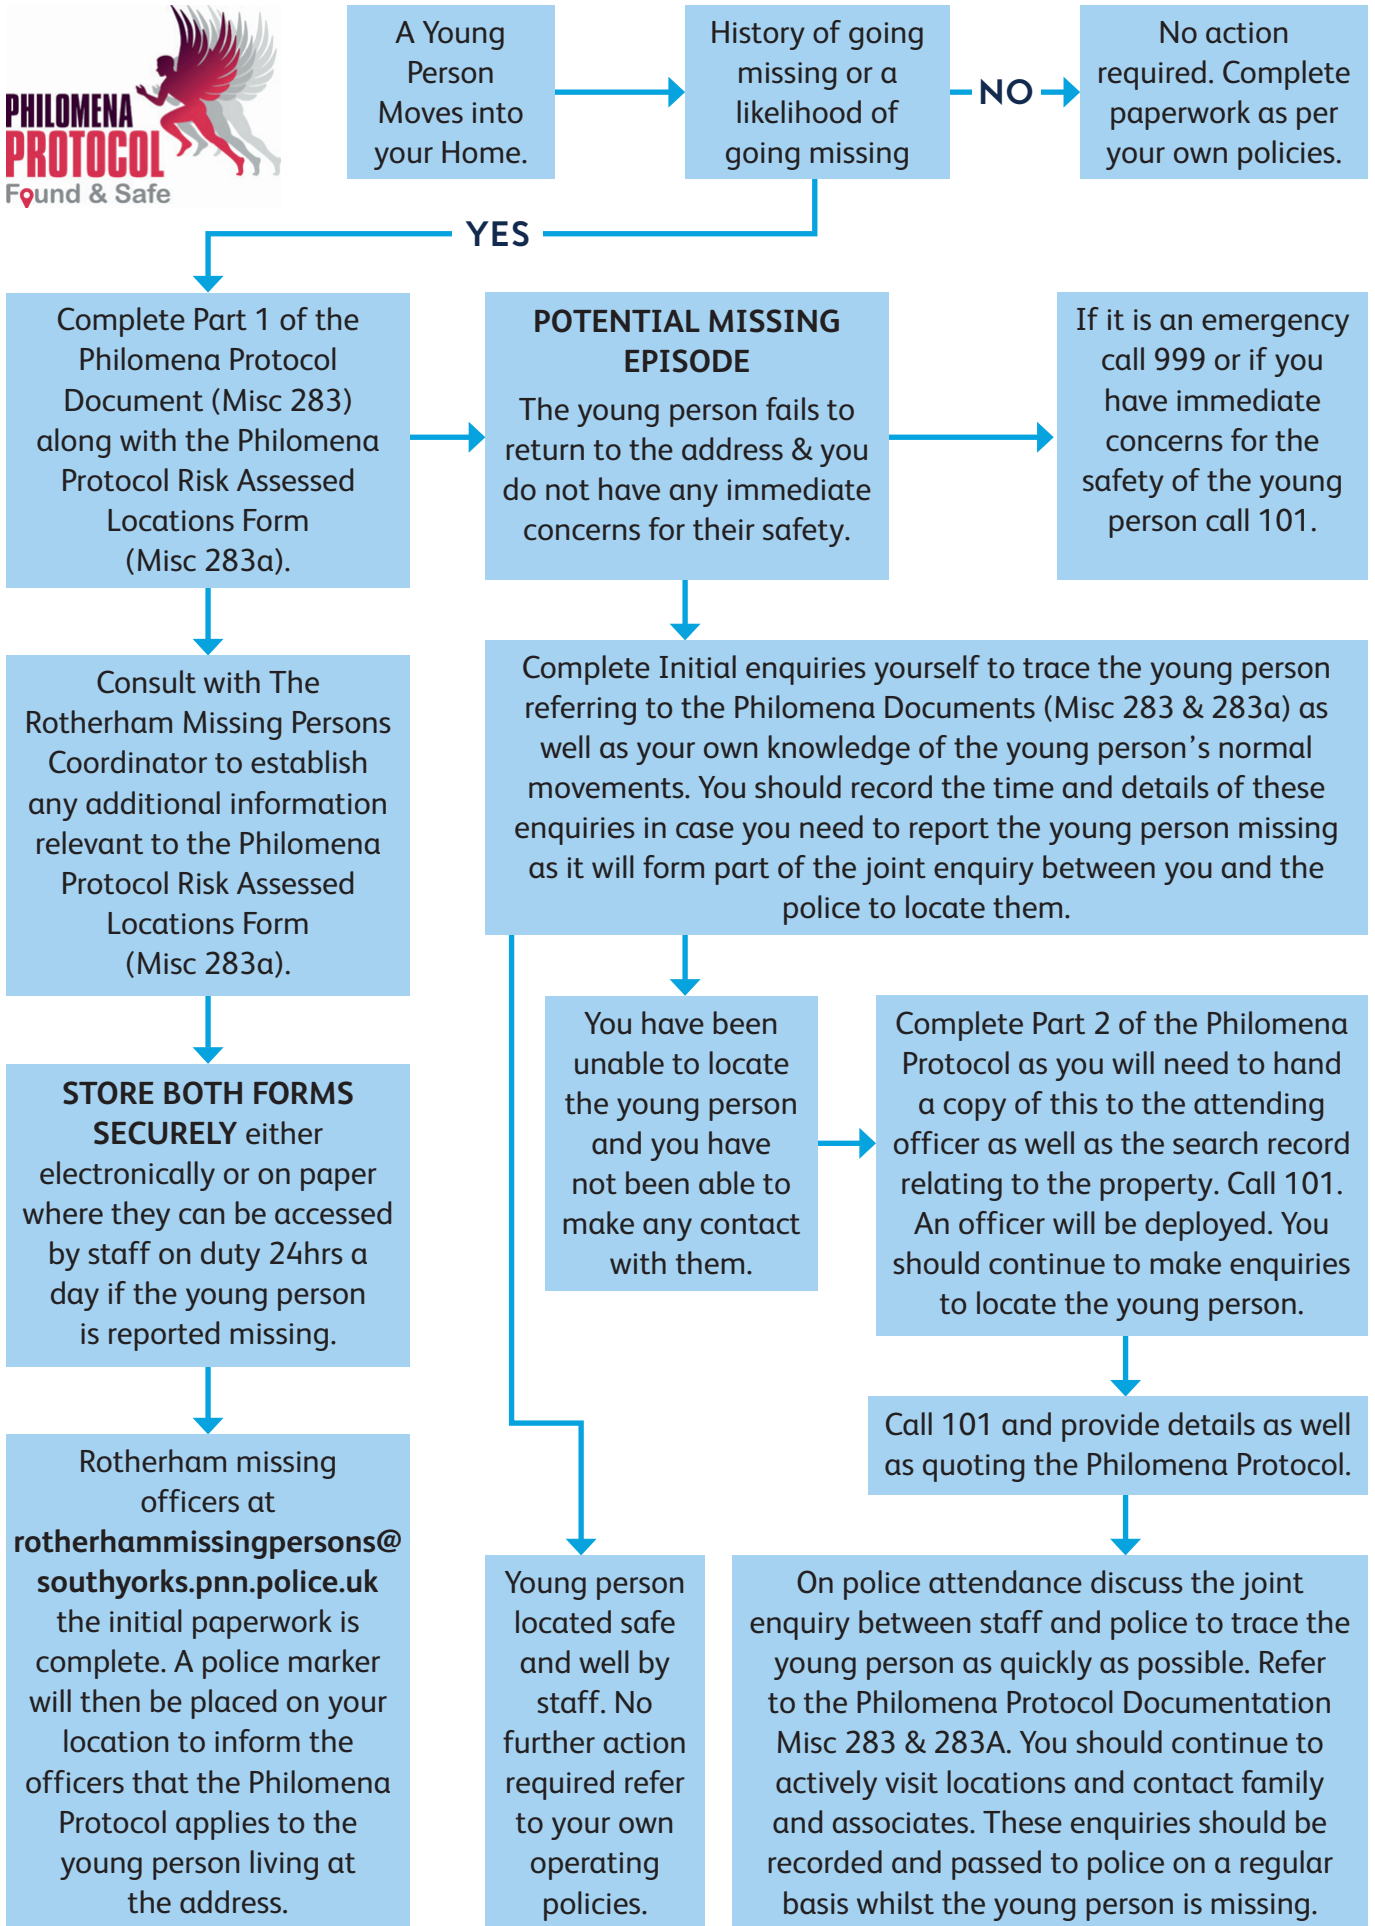 PHILOMENA
PROTOCOL
Found & Safe
A Young
Person
Moves into
your Home.
History of going
missing or a
likelihood of
going missing
NO
No action
required. Complete
paperwork as per
your own policies.
YES
Complete Part 1 of the
Philomena Protocol
Document (Misc 283)
along with the Philomena
Protocol Risk Assessed
Locations Form
(Misc 283a).
POTENTIAL MISSING
EPISODE
The young person fails to
return to the address & you
do not have any immediate
concerns for their safety.
If it is an emergency
call 999 or if you
have immediate
concerns for the
safety of the young
person call 101.
Consult with The
Rotherham Missing Persons
Coordinator to establish
any additional information
relevant to the Philomena
Protocol Risk Assessed
Locations Form
(Misc 283a).
Complete Initial enquiries yourself to trace the young person
referring to the Philomena Documents (Misc 283 & 283a) as
well as your own knowledge of the young person's normal
movements. You should record the time and details of these
enquiries in case you need to report the young person missing
as it will form part of the joint enquiry between you and the
police to locate them.
STORE BOTH FORMS
SECURELY either
electronically or on paper
where they can be accessed
by staff on duty 24hrs a
day if the young person
is reported missing.
You have been
unable to locate
the young person
and you have
not been able to
make any contact
with them.
Complete Part 2 of the Philomena
Protocol as you will need to hand
a copy of this to the attending
officer as well as the search record
relating to the property. Call 101.
An officer will be deployed. You
should continue to make enquiries
to locate the young person.
Call 101 and provide details as well
as quoting the Philomena Protocol.
Rotherham missing
officers at
rotherhammissingpersons@
southyorks.pnn.police.uk
the initial paperwork is
complete. A police marker
will then be placed on your
location to inform the
officers that the Philomena
Protocol applies to the
young person living at
the address.
Young person
located safe
and well by
staff. No
further action
required refer
to your own
operating
policies.
On police attendance discuss the joint
enquiry between staff and police to trace the
young person as quickly as possible. Refer
to the Philomena Protocol Documentation
Misc 283 & 283A. You should continue to
actively visit locations and contact family
and associates. These enquiries should be
recorded and passed to police on a regular
basis whilst the young person is missing.